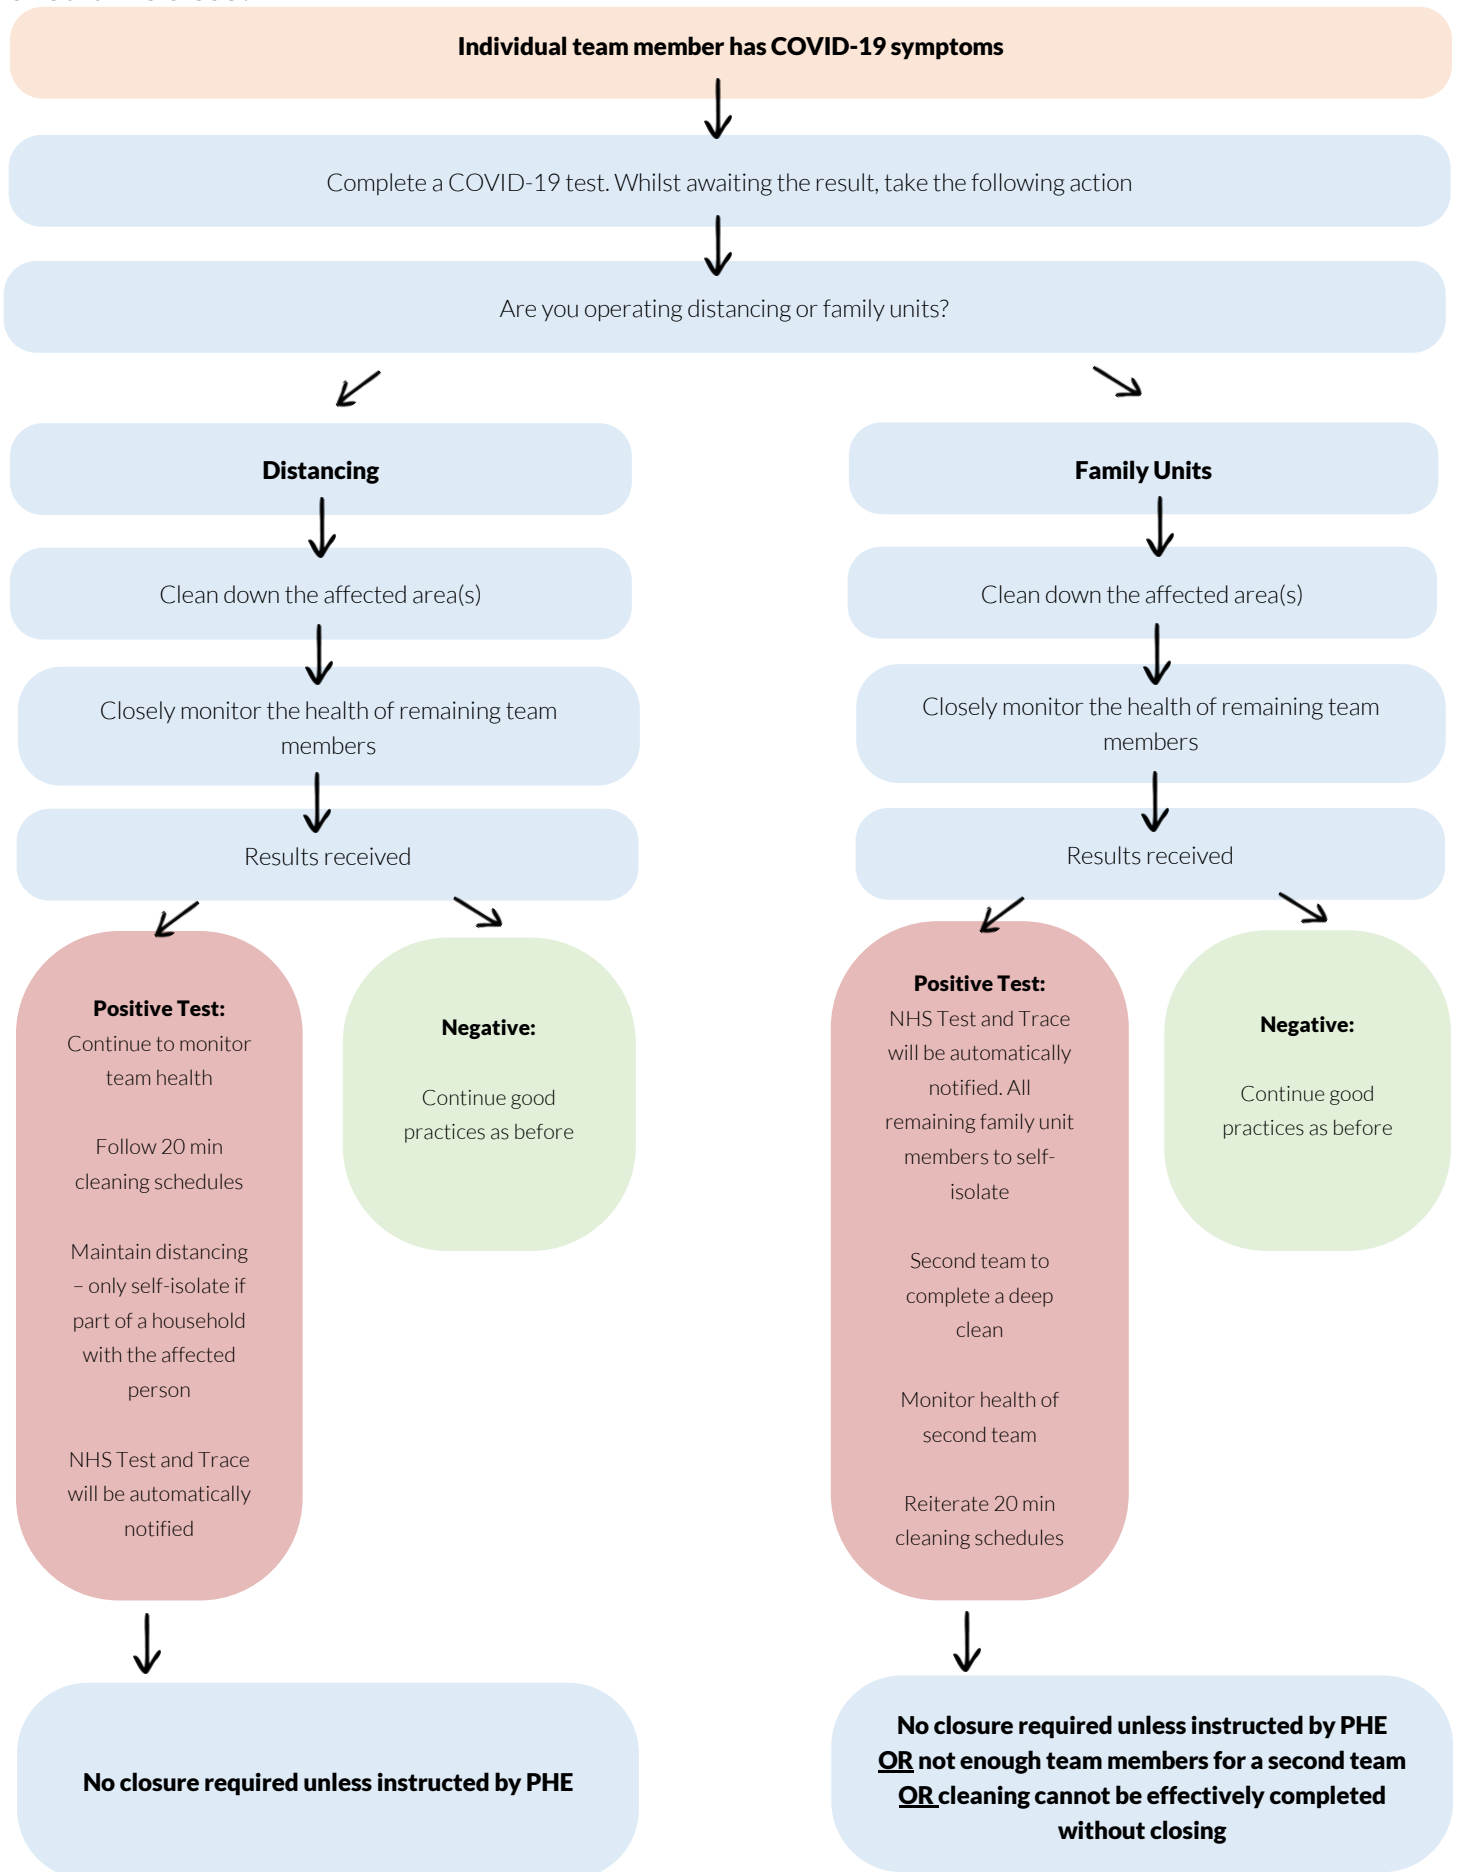 Individual team member has COVID-19 symptoms
Complete a COVID-19 test. Whilst awaiting the result, take the following action
Are you operating distancing or family units?
Distancing
Clean down the affected area(s)
Closely monitor the health of remaining team
members
Results received
Positive Test:
Continue to monitor
team health
Follow 20 min
cleaning schedules
Maintain distancing
– only self-isolate if
part of a household
with the affected
person
NHS Test and Trace
will be automatically
notified
Negative:
Continue good
practices as before
No closure required unless instructed by PHE
Family Units
Clean down the affected area(s)
Closely monitor the health of remaining team
members
Results received
Positive Test:
NHS Test and Trace
will be automatically
notified. All
remaining family unit
members to self-
isolate
Second team to
complete a deep
clean
Monitor health of
second team
Reiterate 20 min
cleaning schedules
Negative:
Continue good
practices as before
No closure required unless instructed by PHE
OR not enough team members for a second team
OR cleaning cannot be effectively completed
without closing